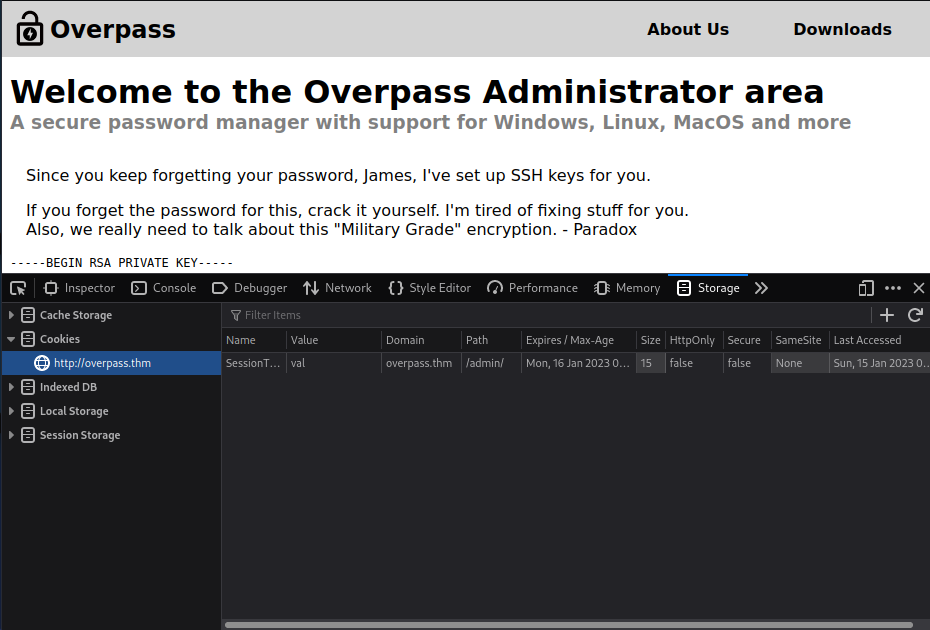 Overpass
About Us
Downloads
Welcome to the Overpass Administrator area
A secure password manager with support for Windows, Linux, MacOS and more
Since you keep forgetting your password, James, I've set up SSH keys for you.
If you forget the password for this, crack it yourself. I'm tired of fixing stuff for you.
Also, we really need to talk about this "Military Grade" encryption. - Paradox
-----BEGIN RSA PRIVATE KEY-----
Inspector Console Debugger Network Style Editor Performance Memory Storage
Cache Storage
Cookies
http://overpass.thm
Indexed DB
Local Storage
Session Storage
Filter Items
Name Value Domain Path Expires / Max-Age Size HttpOnly Secure SameSite Last Accessed
SessionT... val overpass.thm /admin/ Mon, 16 Jan 2023 0... 15 false false None Sun, 15 Jan 2023 0...